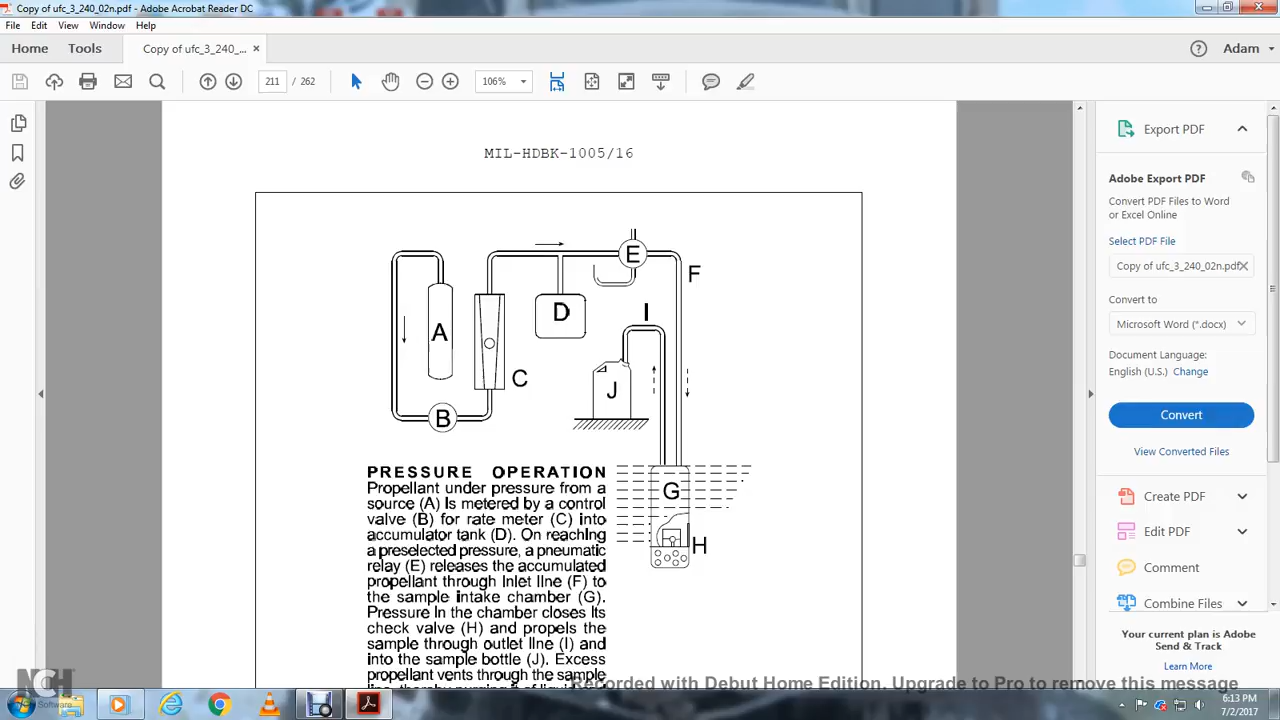 Copy of ufc_3_240_02n.pdf - Adobe Acrobat Reader DC
File Edit View Window Help
Home Tools Copy of ufc_3_240_... × Adam
211 / 262 106%
MIL-HDBK-1005/16
E
F
I
D
A
J
C
B
G
H
PRESSURE OPERATION
Propellant under pressure from a
source (A) is metered by a control
valve (B) for rate meter (C) into
accumulator tank (D). On reaching
a preselected pressure, a pneumatic
relay (E) releases the accumulated
propellant through inlet line (F) to
the sample intake chamber (G).
Pressure in the chamber closes its
check valve (H) and propels the
sample through outlet line (I) and
into the sample bottle (J). Excess
propellant vents through the sample
Export PDF
Adobe Export PDF
Convert PDF Files to Word
or Excel Online
Select PDF File
Copy of ufc_3_240_02n.pdf
Convert to
Microsoft Word (*.docx)
Document Language:
English (U.S.) Change
Convert
View Converted Files
Create PDF
Edit PDF
Comment
Combine Files
Your current plan is Adobe
Send & Track
Learn More
NCH
Software
Recorded with Debut Home Edition. Upgrade to Pro to remove this message
6:13 PM
7/2/2017